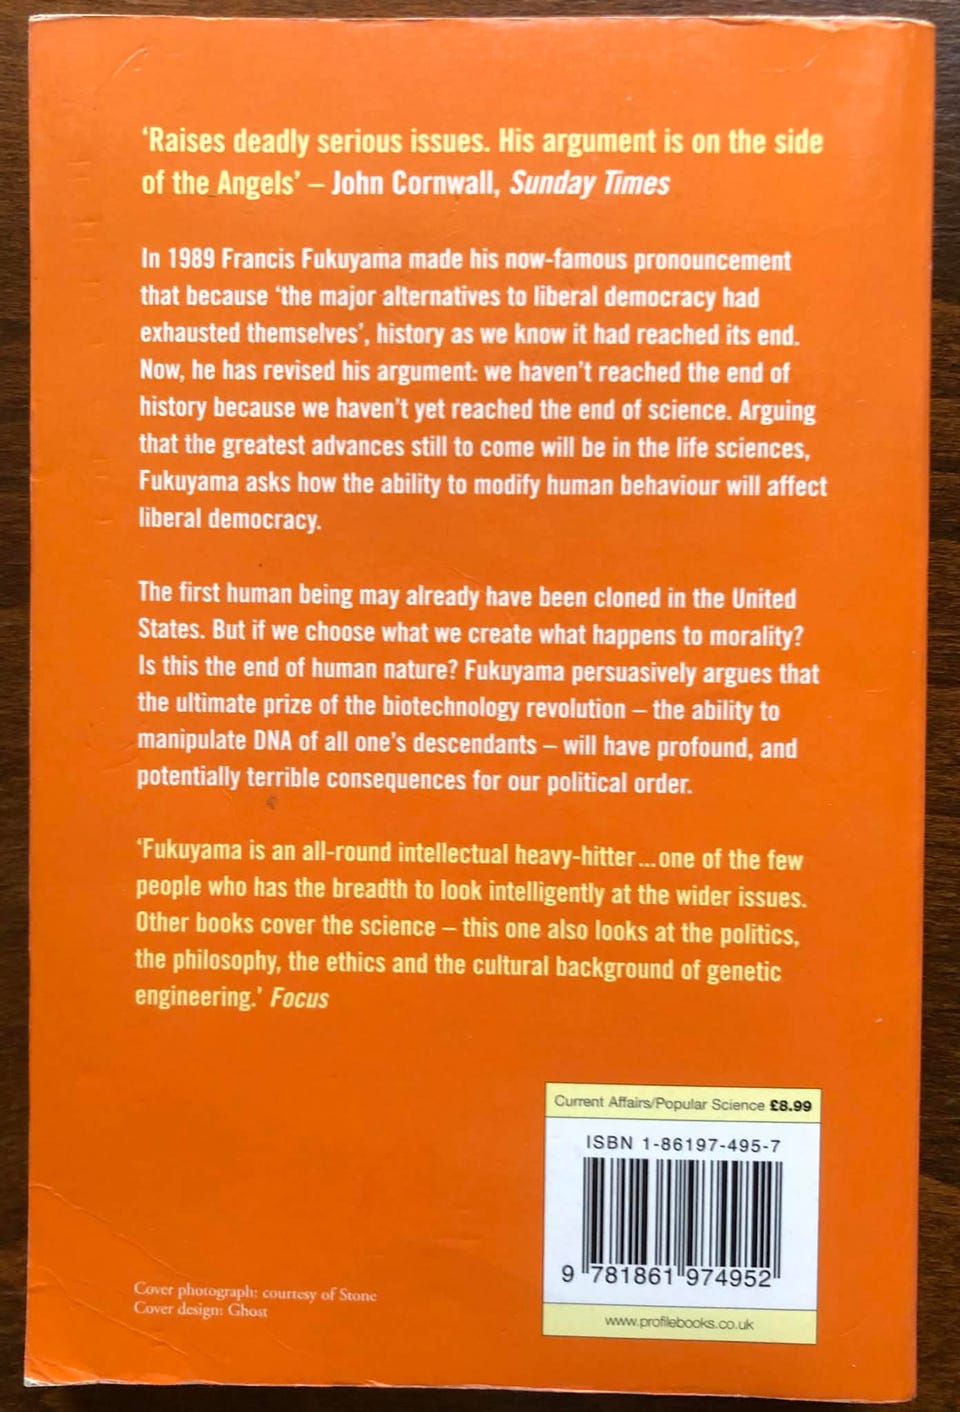 ‘Raises deadly serious issues. His argument is on the side
of the Angels’ – John Cornwall, Sunday Times
In 1989 Francis Fukuyama made his now-famous pronouncement
that because ‘the major alternatives to liberal democracy had
exhausted themselves’, history as we know it had reached its end.
Now, he has revised his argument: we haven’t reached the end of
history because we haven’t yet reached the end of science. Arguing
that the greatest advances still to come will be in the life sciences,
Fukuyama asks how the ability to modify human behaviour will affect
liberal democracy.
The first human being may already have been cloned in the United
States. But if we choose what we create what happens to morality?
Is this the end of human nature? Fukuyama persuasively argues that
the ultimate prize of the biotechnology revolution – the ability to
manipulate DNA of all one’s descendants – will have profound, and
potentially terrible consequences for our political order.
‘Fukuyama is an all-round intellectual heavy-hitter...one of the few
people who has the breadth to look intelligently at the wider issues.
Other books cover the science – this one also looks at the politics,
the philosophy, the ethics and the cultural background of genetic
engineering.’ Focus
Current Affairs/Popular Science £8.99
ISBN 1-86197-495-7
9 781861 974952
www.profilebooks.co.uk
Cover photograph: courtesy of Stone
Cover design: Ghost